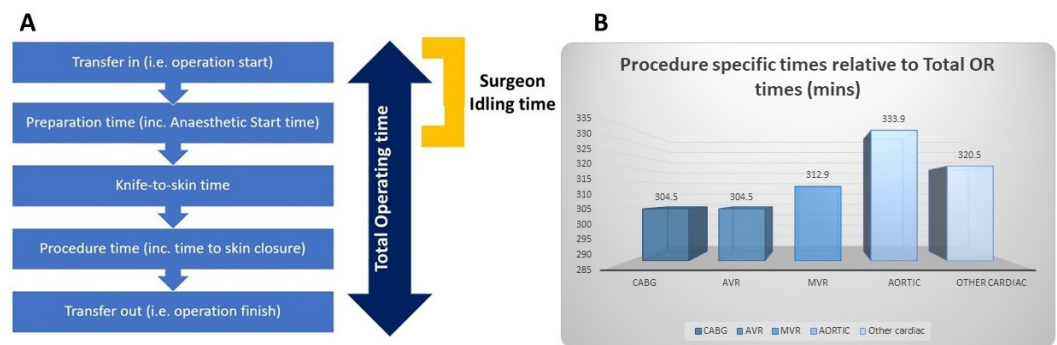 A
Transfer in (i.e. operation start)
Preparation time (inc. Anaesthetic Start time)
Knife-to-skin time
Procedure time (inc. time to skin closure)
Transfer out (i.e. operation finish)
Total Operating time
Surgeon
Idling time
B
Procedure specific times relative to Total OR
times (mins)
335
330
325
320
315
310
305
300
295
290
285
304.5
304.5
312.9
333.9
320.5
CABG
AVR
MVR
AORTIC
OTHER CARDIAC
CABG
AVR
MVR
AORTIC
Other cardiac